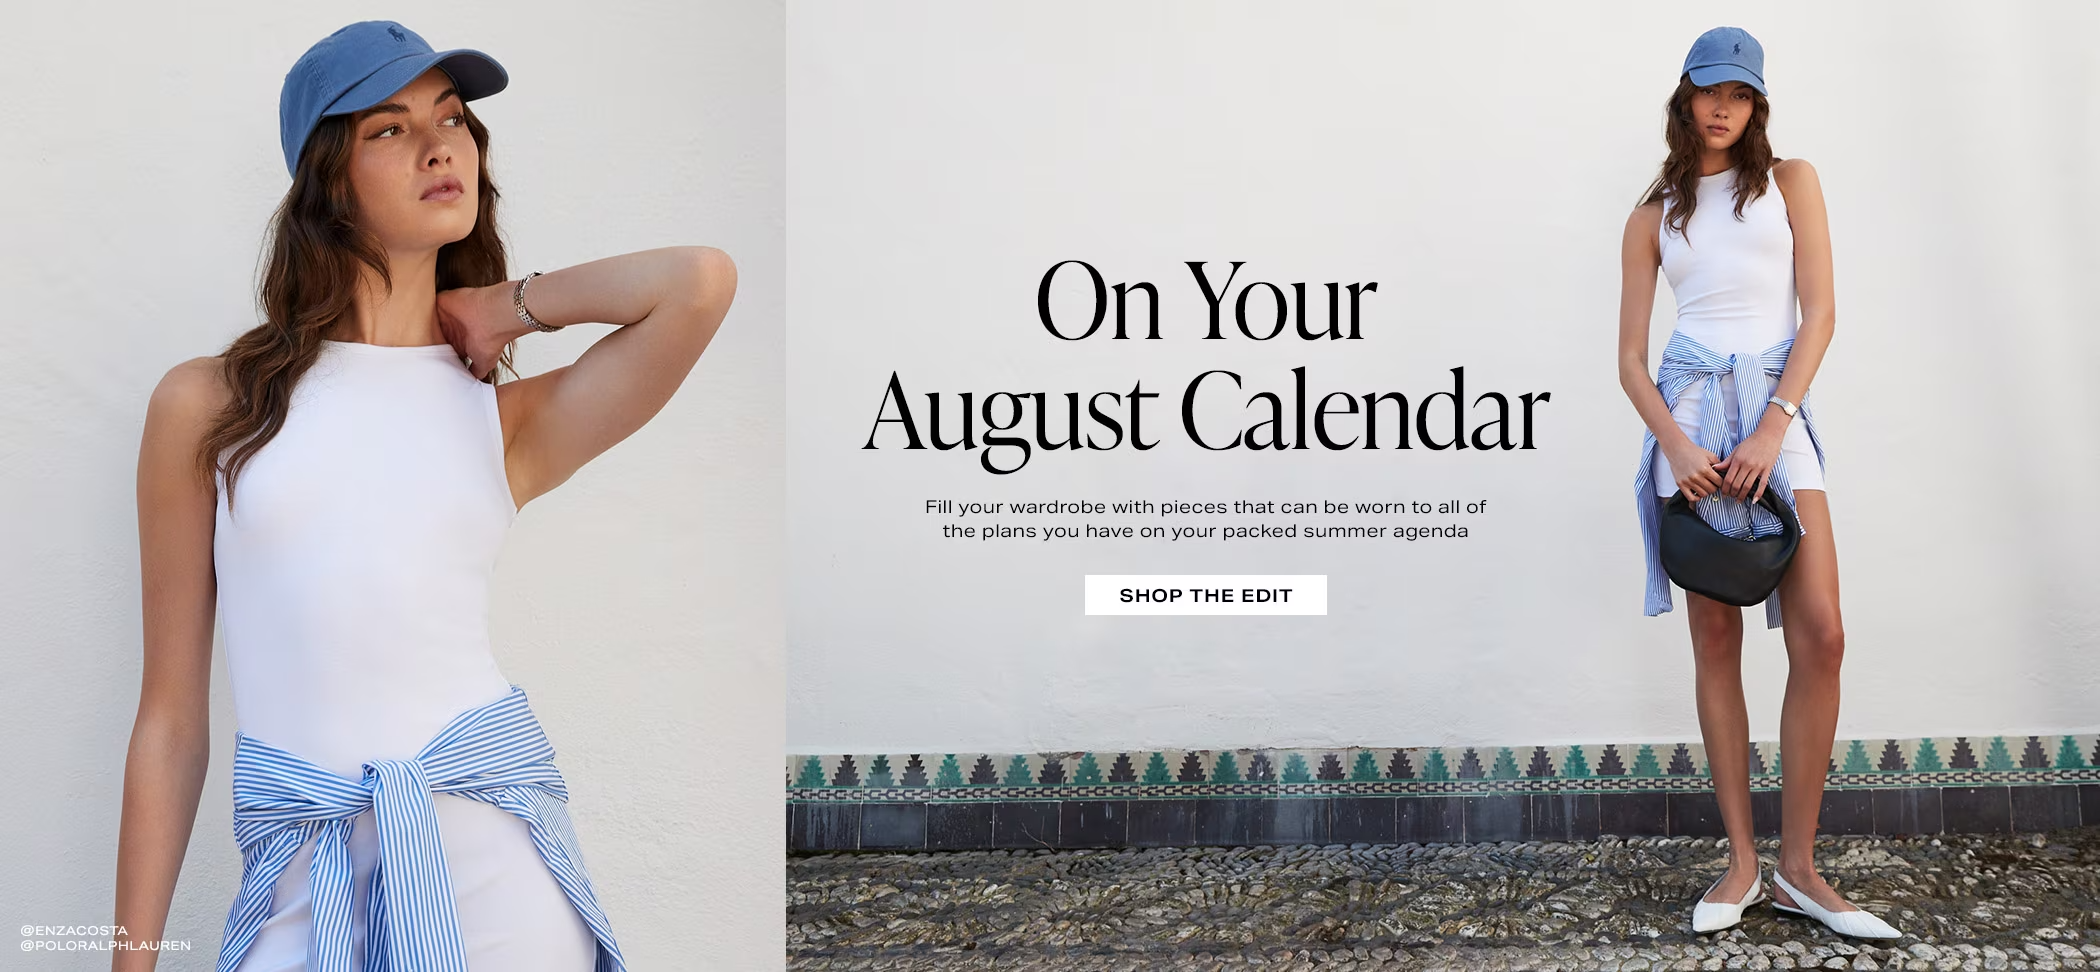 On Your
August Calendar
Fill your wardrobe with pieces that can be worn to all of
the plans you have on your packed summer agenda
SHOP THE EDIT
@ENZACOSTA
@POLORALPHLAUREN